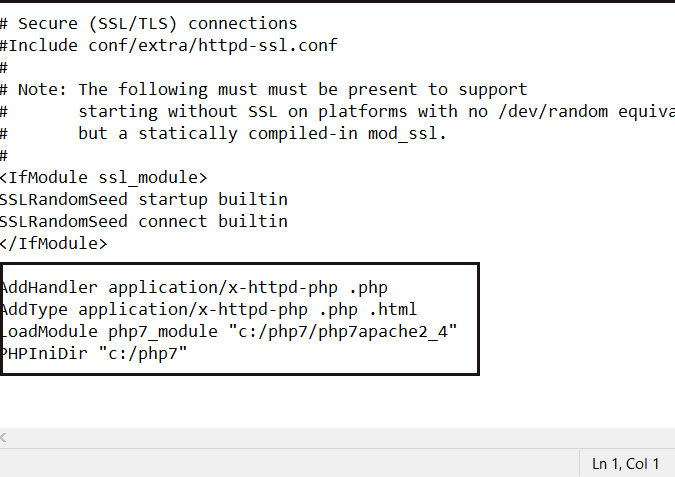 # Secure (SSL/TLS) connections
#Include conf/extra/httpd-ssl.conf
#
# Note: The following must must be present to support
#       starting without SSL on platforms with no /dev/random equiva
#       but a statically compiled-in mod_ssl.
#
<IfModule ssl_module>
SSLRandomSeed startup builtin
SSLRandomSeed connect builtin
</IfModule>
AddHandler application/x-httpd-php .php
AddType application/x-httpd-php .php .html
LoadModule php7_module "c:/php7/php7apache2_4"
PHPIniDir "c:/php7"
Ln 1, Col 1